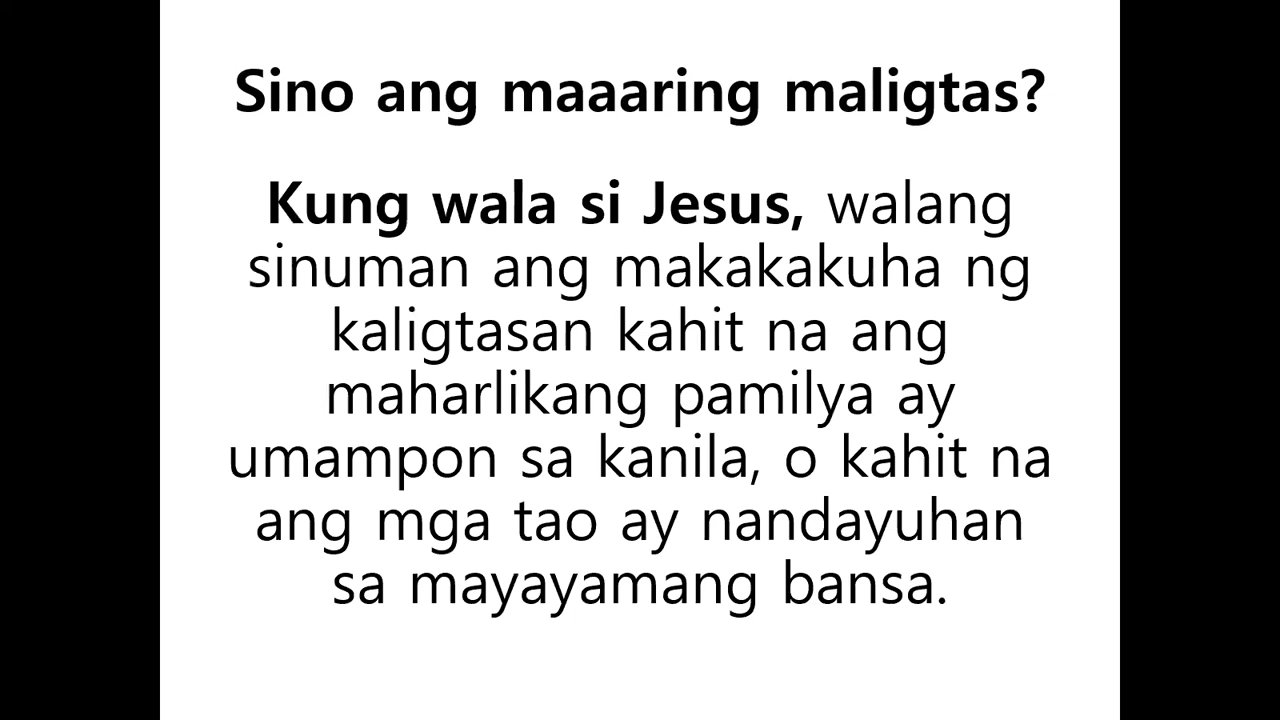 Sino ang maaaring maligtas?
Kung wala si Jesus, walang
sinuman ang makakakuha ng
kaligtasan kahit na ang
maharlikang pamilya ay
umampon sa kanila, o kahit na
ang mga tao ay nandayuhan
sa mayayamang bansa.